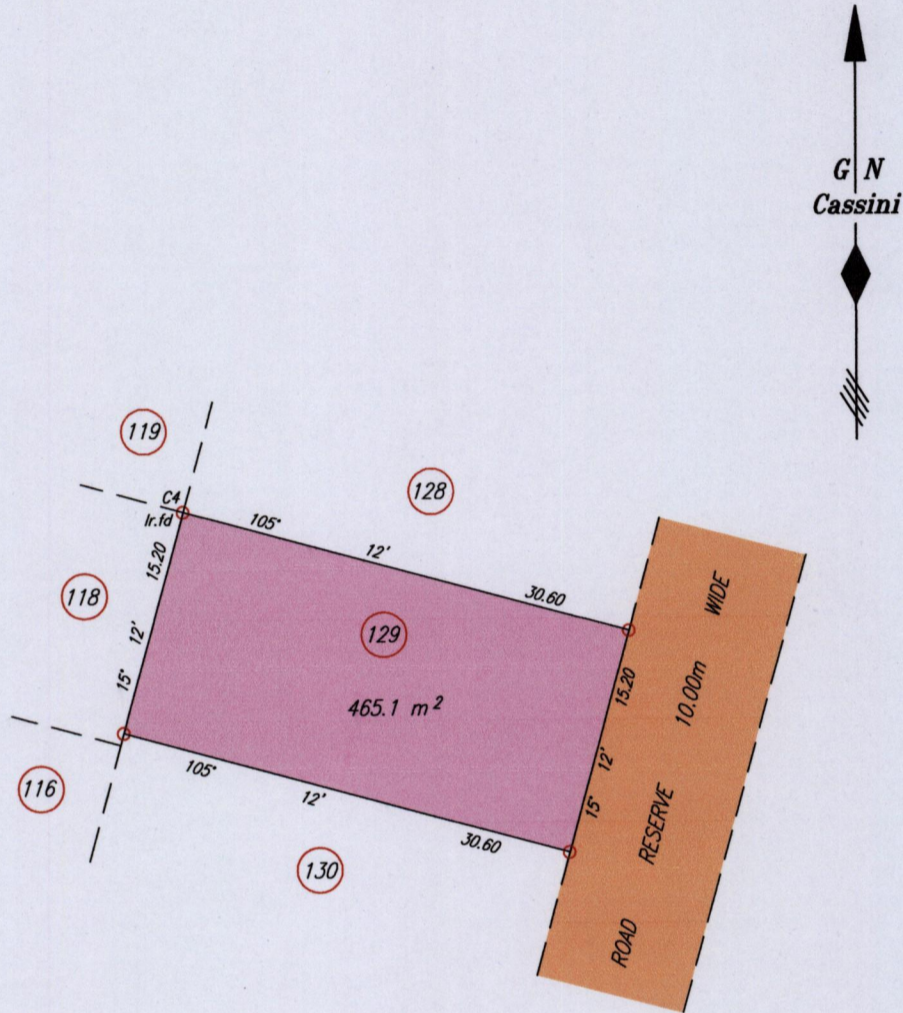 G N
Cassini
119
C4
Ir.fd
128
105°
12'
30.60
15.20
12'
15°
118
129
465.1 m²
15.20
12'
15°
WIDE
10.00m
RESERVE
ROAD
116
105°
12'
30.60
130